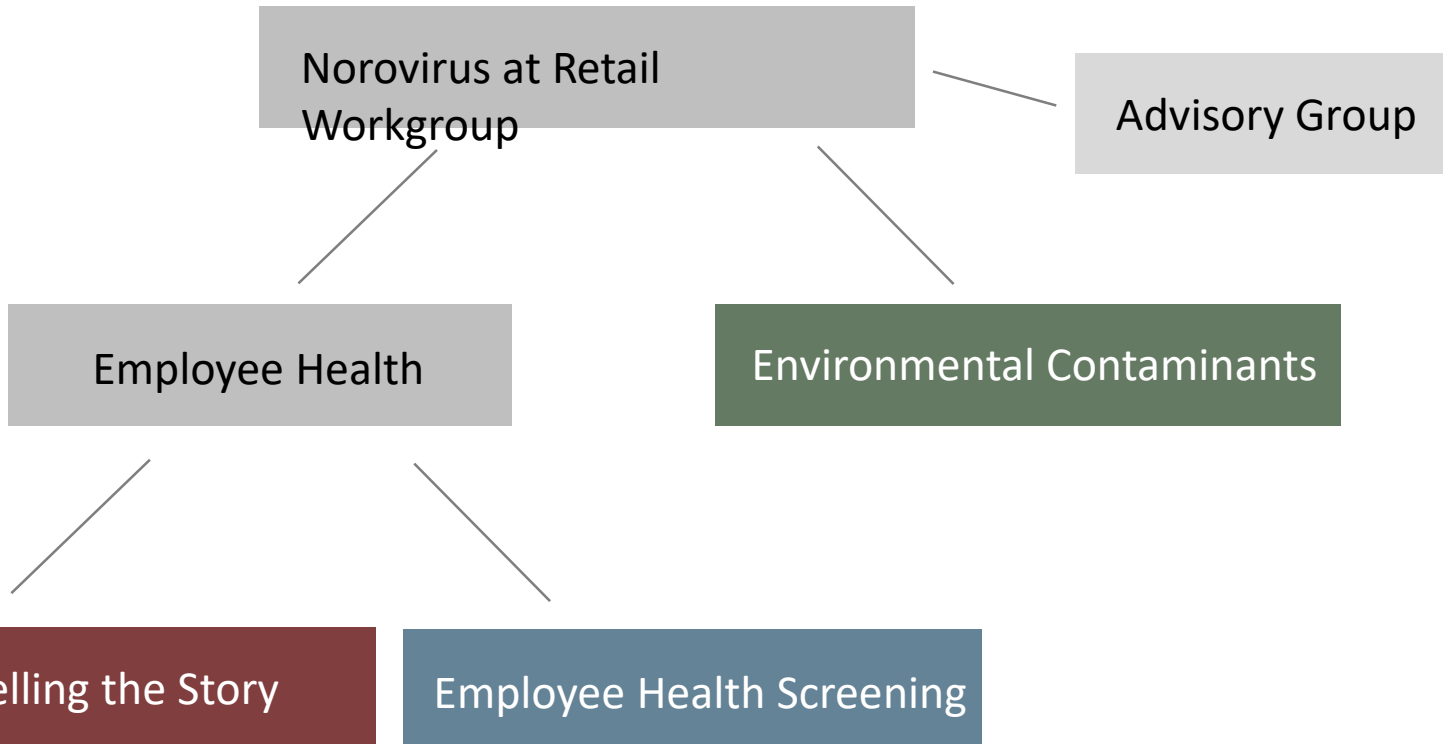 Norovirus at Retail
Workgroup
Advisory Group
Employee Health
Environmental Contaminants
elling the Story
Employee Health Screening